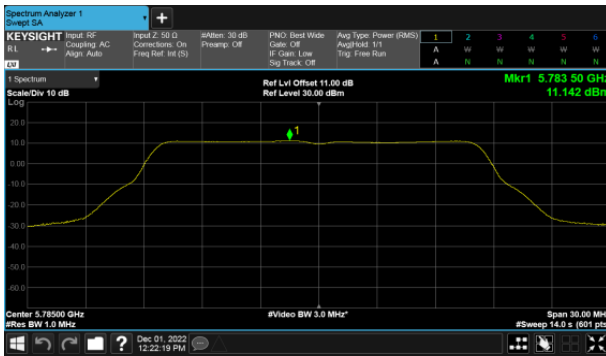 Spectrum Analyzer 1
Swept SA
+
KEYSIGHT Input: RF Input Z: 50 Ω #Atten: 30 dB PNO: Best Wide Avg Type: Power (RMS) 1 2 3 4 5 6
RL Coupling: AC Corrections: On Preamp: Off Gate: Off Avg|Hold: 1/1 A W W W W W
Align: Auto Freq Ref: Int (S) IF Gain: Low Trig: Free Run
LXI Sig Track: Off A N N N N N
1 Spectrum Ref Lvl Offset 11.00 dB Mkr1 5.783 50 GHz
Scale/Div 10 dB Ref Level 30.00 dBm 11.142 dBm
Log
20.0
1
10.0
0.00
-10.0
-20.0
-30.0
-40.0
-50.0
-60.0
Center 5.78500 GHz #Video BW 3.0 MHz* Span 30.00 MH
#Res BW 1.0 MHz #Sweep 14.0 s (601 pts
? Dec 01, 2022
12:22:19 PM